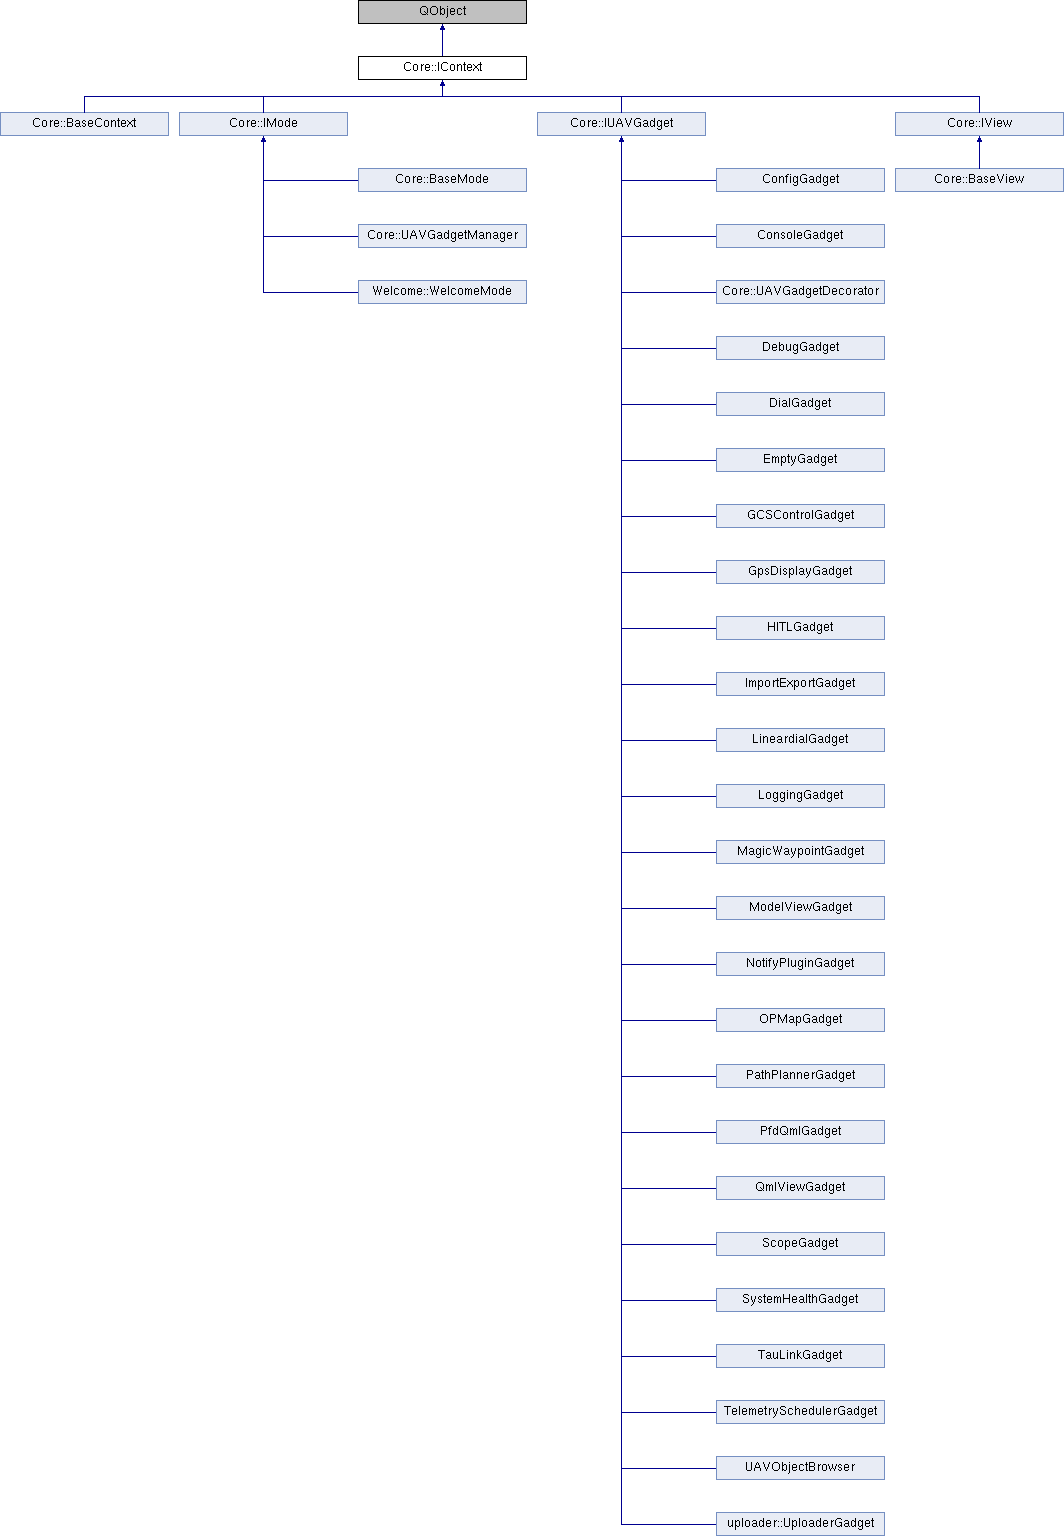 QObject
Core::IContext
Core::BaseContext
Core::IMode
Core::IUAVGadget
Core::IView
Core::BaseMode
ConfigGadget
Core::BaseView
Core::UAVGadgetManager
ConsoleGadget
Welcome::WelcomeMode
Core::UAVGadgetDecorator
DebugGadget
DialGadget
EmptyGadget
GCSControlGadget
GpsDisplayGadget
HITLGadget
ImportExportGadget
LineardialGadget
LoggingGadget
MagicWaypointGadget
ModelViewGadget
NotifyPluginGadget
OPMapGadget
PathPlannerGadget
PfdQmlGadget
QmlViewGadget
ScopeGadget
SystemHealthGadget
TauLinkGadget
TelemetrySchedulerGadget
UAVObjectBrowser
uploader::UploaderGadget